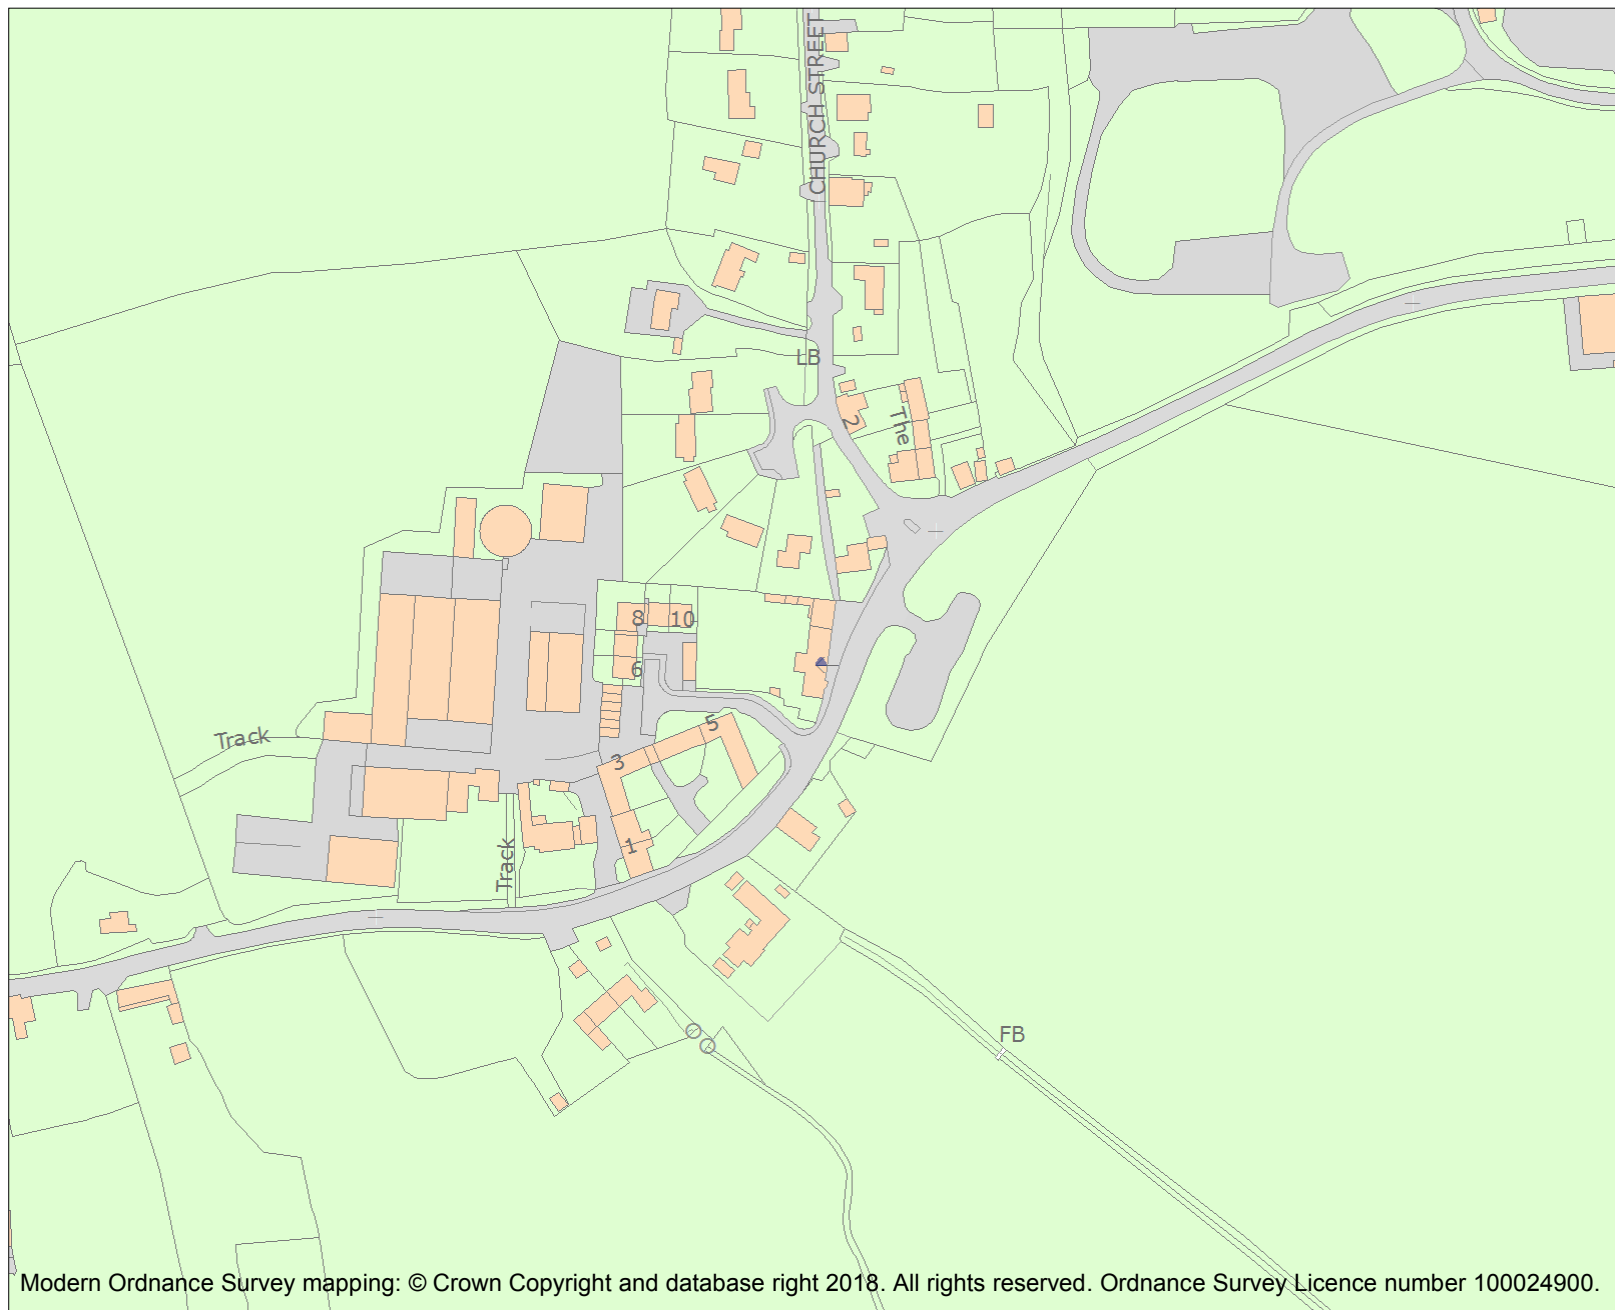 CHURCH STREET
LB
2
The
8
10
6
5
Track
3
Track
1
FB
Modern Ordnance Survey mapping: © Crown Copyright and database right 2018. All rights reserved. Ordnance Survey Licence number 100024900.